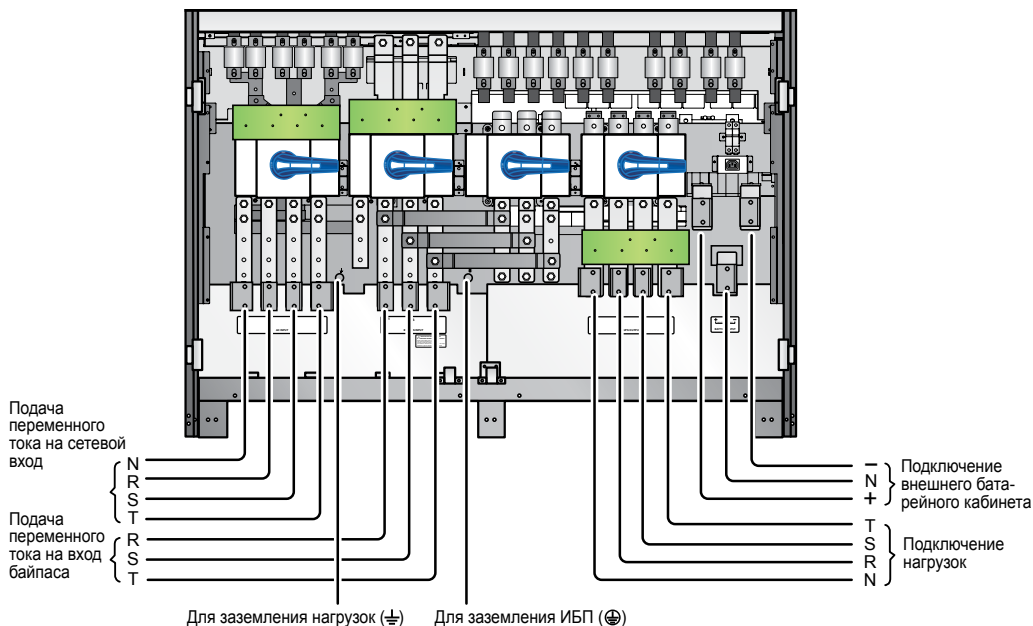 Подача
переменного
тока на сетевой
вход
N
R
S
T
Подача
переменного
тока на вход
байпаса
R
S
T
Для заземления нагрузок (⏚)
Для заземления ИБП (⊕)
–
N
+
Подключение
внешнего бата-
рейного кабинета
T
S
R
N
Подключение
нагрузок